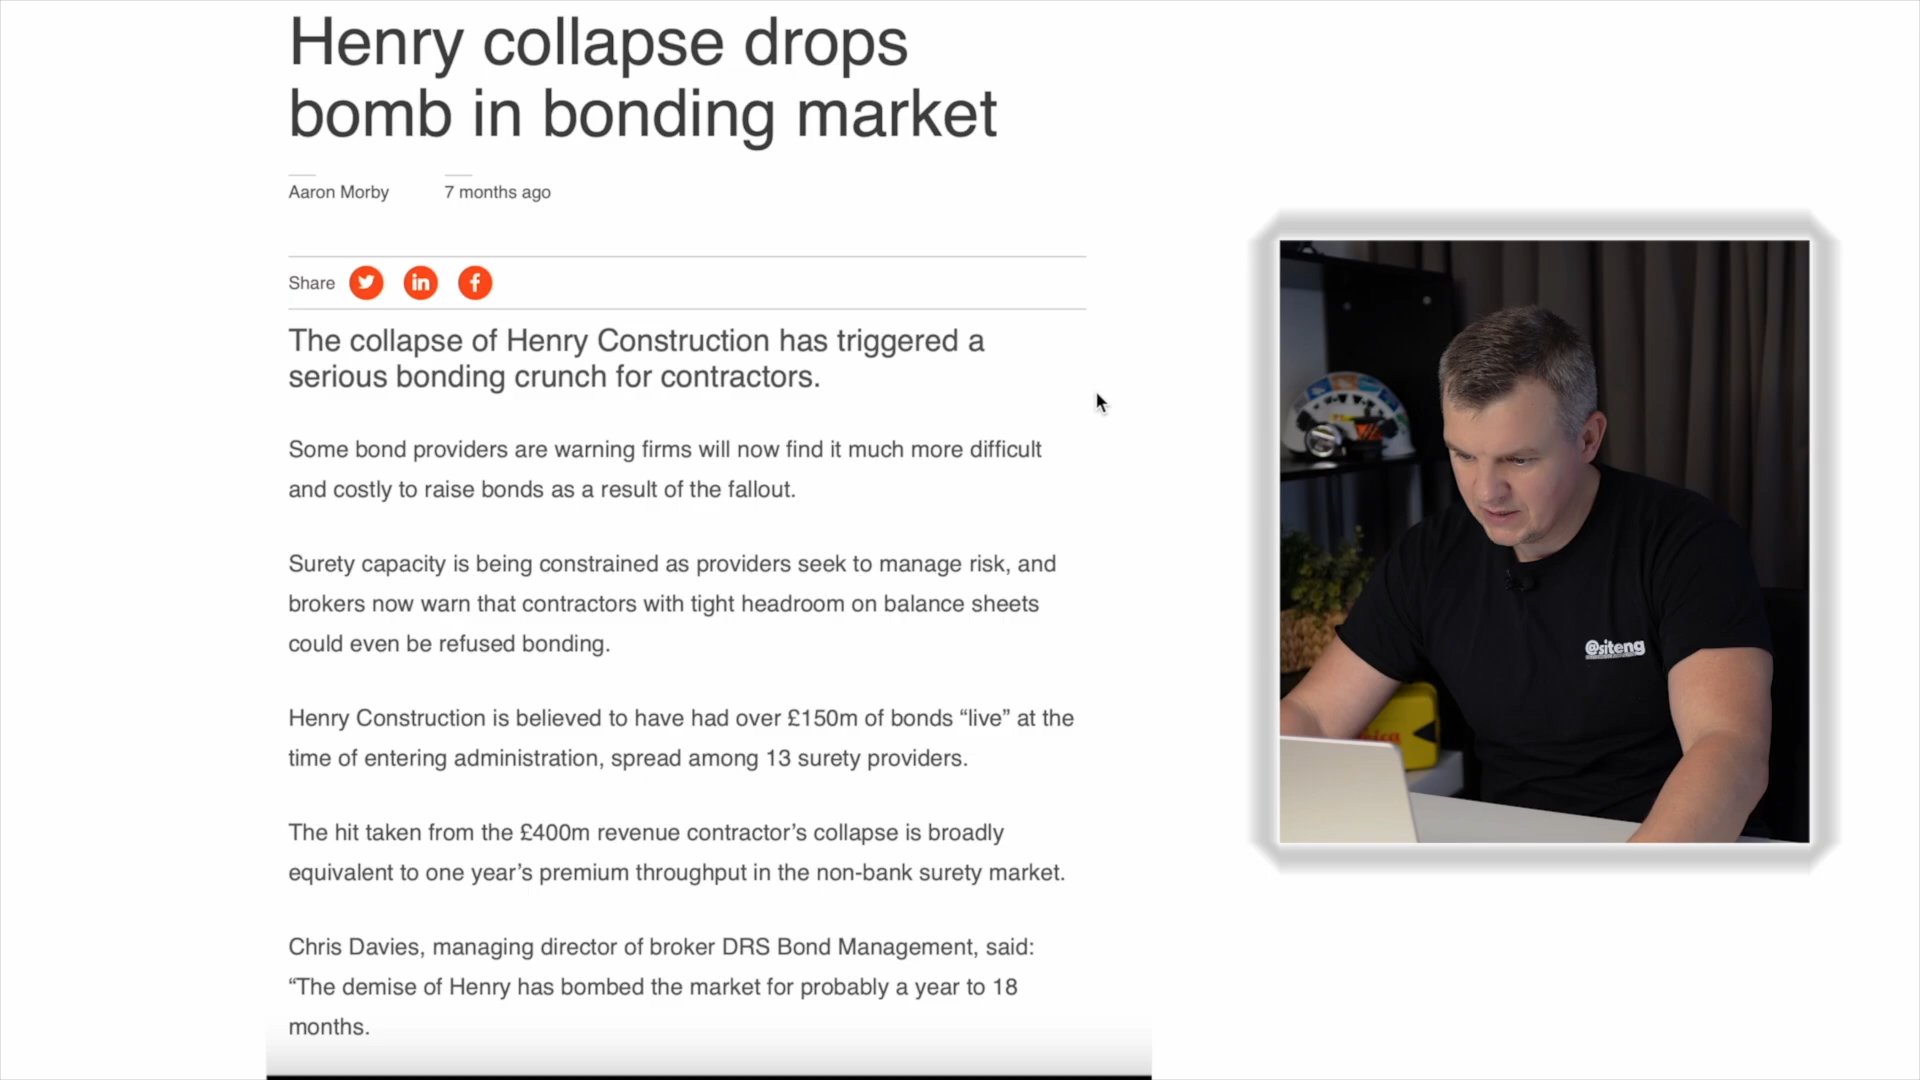 Henry collapse drops
bomb in bonding market
Aaron Morby
7 months ago
Share
The collapse of Henry Construction has triggered a
serious bonding crunch for contractors.
Some bond providers are warning firms will now find it much more difficult
and costly to raise bonds as a result of the fallout.
Surety capacity is being constrained as providers seek to manage risk, and
brokers now warn that contractors with tight headroom on balance sheets
could even be refused bonding.
Henry Construction is believed to have had over £150m of bonds “live” at the
time of entering administration, spread among 13 surety providers.
The hit taken from the £400m revenue contractor’s collapse is broadly
equivalent to one year’s premium throughput in the non-bank surety market.
Chris Davies, managing director of broker DRS Bond Management, said:
“The demise of Henry has bombed the market for probably a year to 18
months.
@siteng